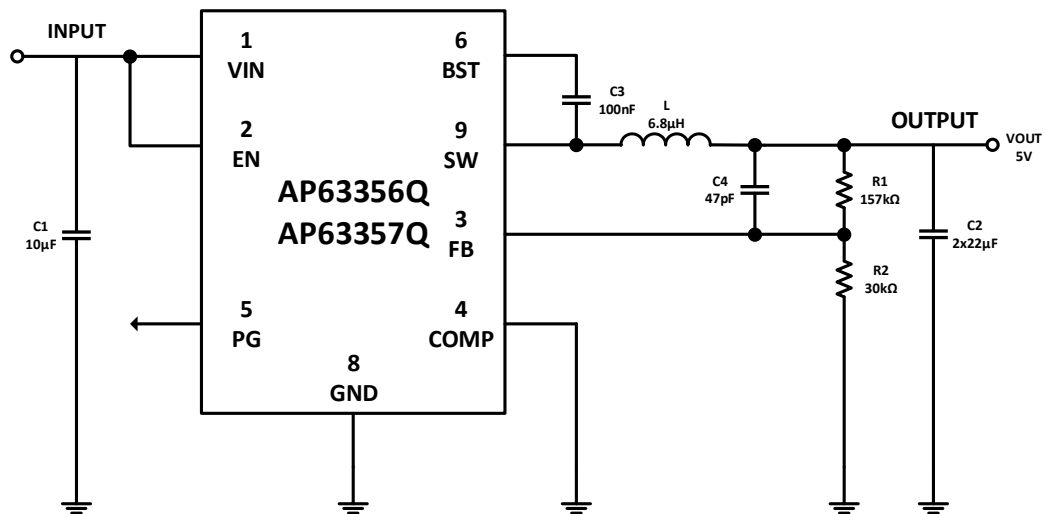 INPUT
1
VIN
2
EN
6
BST
9
SW
AP63356Q
AP63357Q
3
FB
5
PG
4
COMP
8
GND
C1
10µF
C3
100nF
L
6.8µH
C4
47pF
R1
157kΩ
R2
30kΩ
OUTPUT
VOUT
5V
C2
2x22µF